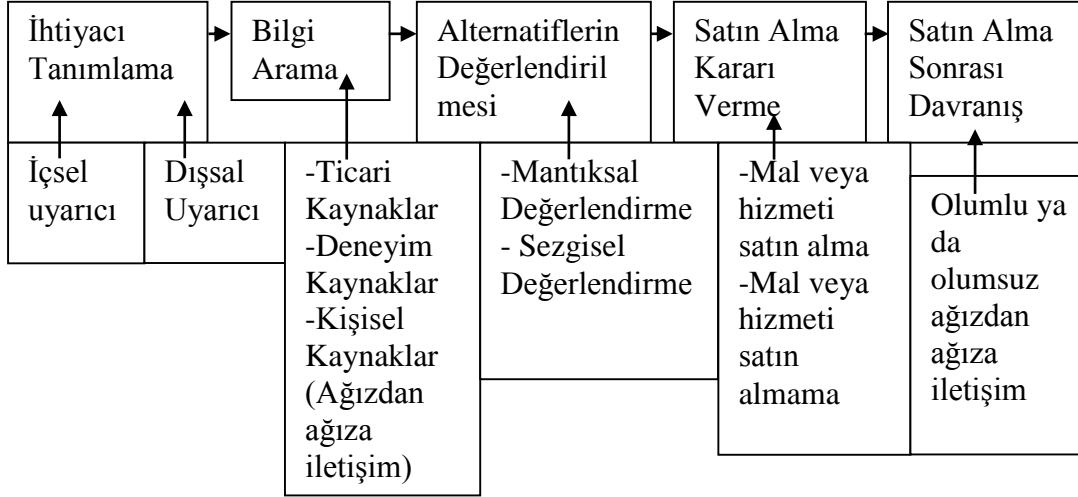 İhtiyacı
Tanımlama
Bilgi
Arama
Alternatiflerin
Değerlendiril
mesi
Satın Alma
Kararı
Verme
Satın Alma
Sonrası
Davranış
İçsel
uyarıcı
Dışsal
Uyarıcı
-Ticari
Kaynaklar
-Deneyim
Kaynaklar
-Kişisel
Kaynaklar
(Ağızdan
ağıza
iletişim)
-Mantıksal
Değerlendirme
- Sezgisel
Değerlendirme
-Mal veya
hizmeti
satın alma
-Mal veya
hizmeti
satın
almama
Olumlu ya
da
olumsuz
ağızdan
ağıza
iletişim